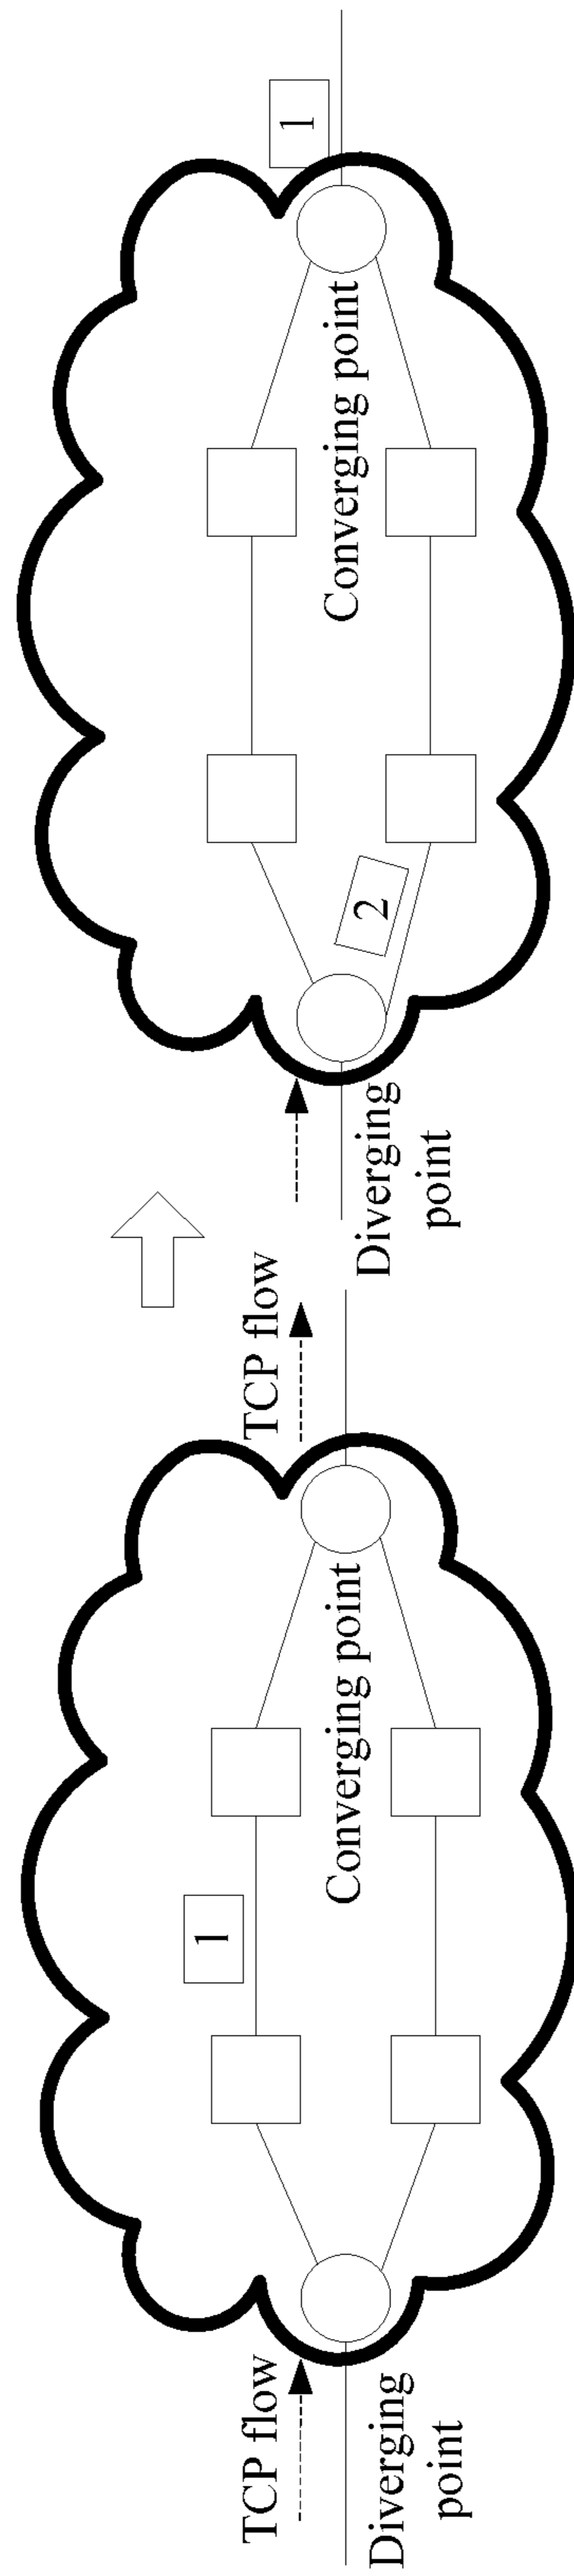 TCP flow
Diverging
point
1
Converging point
TCP flow
Diverging
point
2
Converging point
1